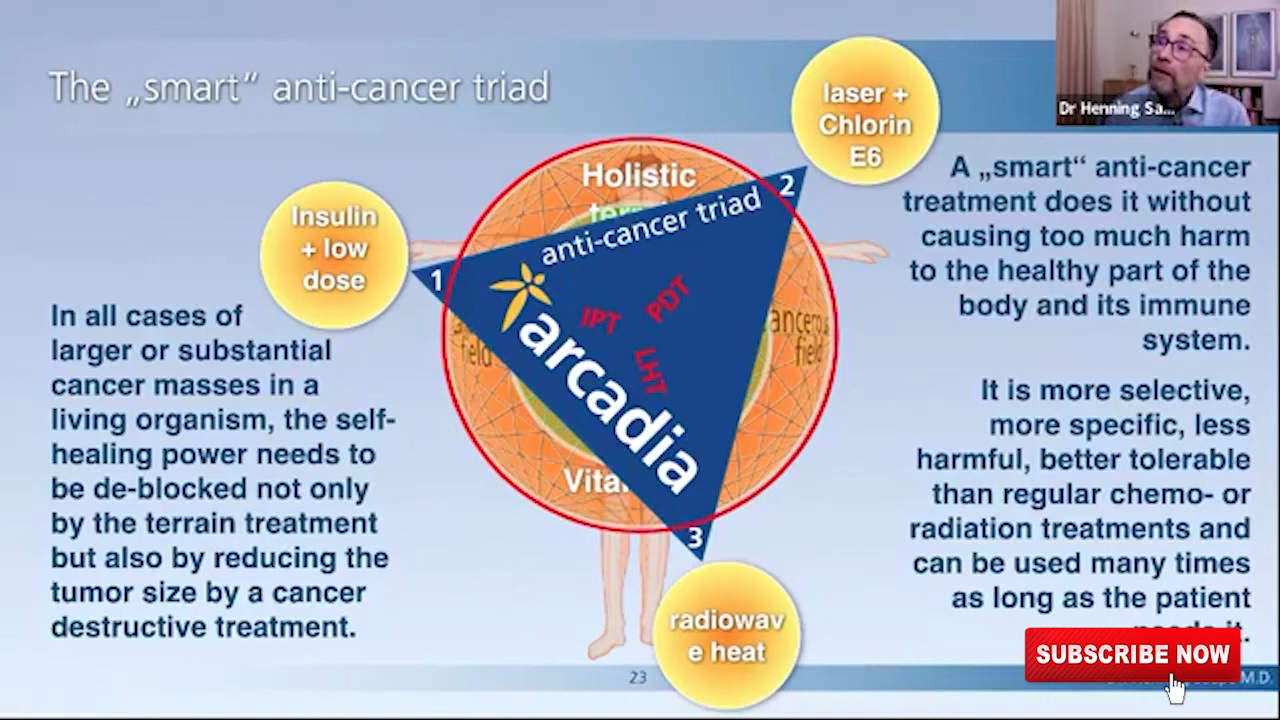 The „smart“ anti-cancer triad
Dr Henning Sa...
laser +
Chlorin
E6
Insulin
+ low
dose
Holistic
anti-cancer triad
1
2
3
IPT
PDT
LHT
arcadia
field
field
Vita
radiowav
e heat
In all cases of
larger or substantial
cancer masses in a
living organism, the self-
healing power needs to
be de-blocked not only
by the terrain treatment
but also by reducing the
tumor size by a cancer
destructive treatment.
A „smart“ anti-cancer
treatment does it without
causing too much harm
to the healthy part of the
body and its immune
system.
It is more selective,
more specific, less
harmful, better tolerable
than regular chemo- or
radiation treatments and
can be used many times
as long as the patient
SUBSCRIBE NOW
23
M.D.